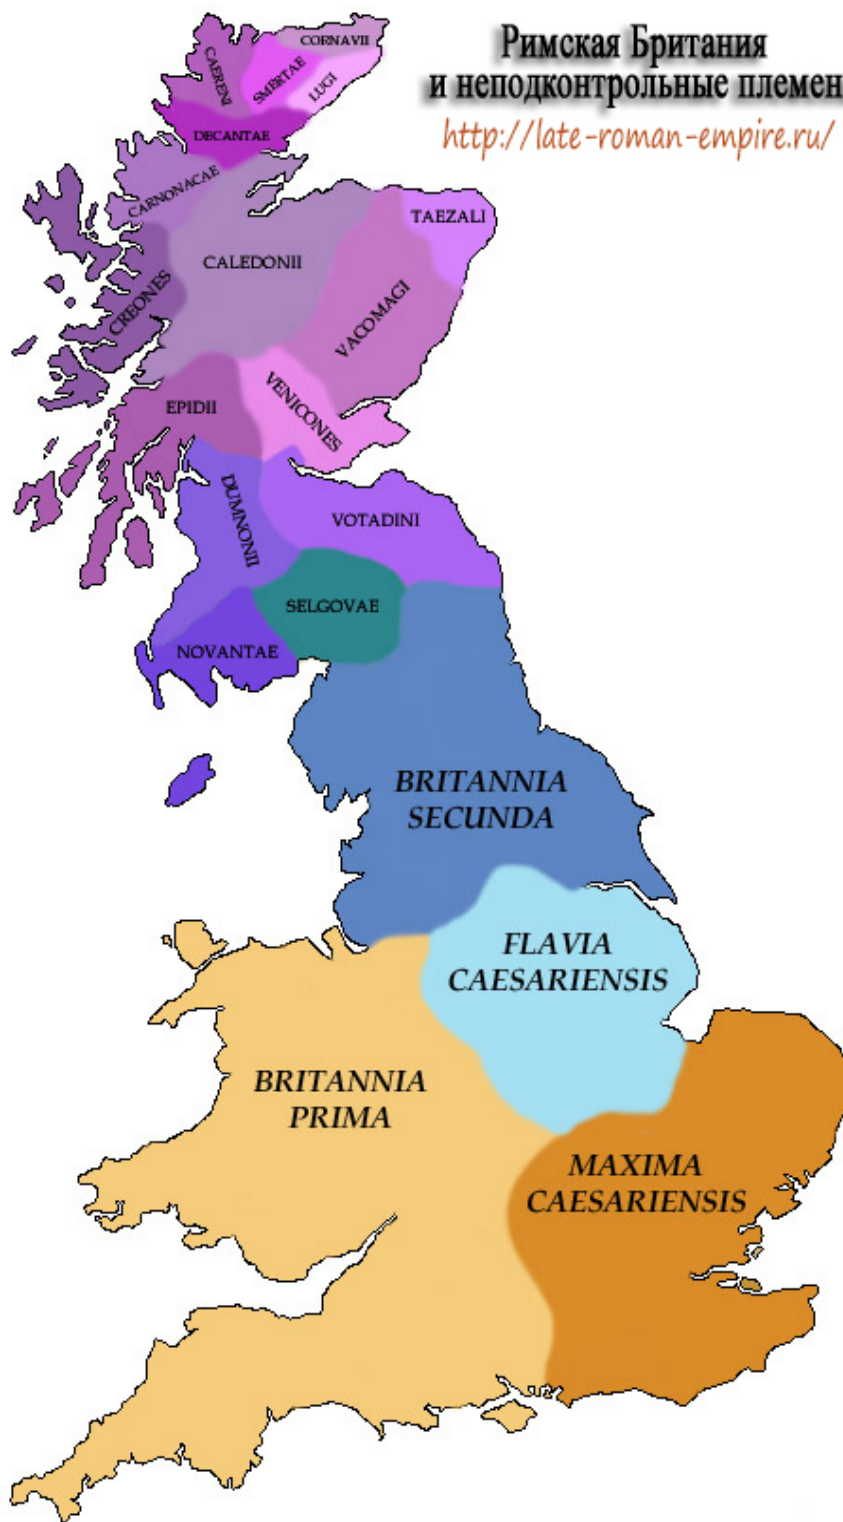 Римская Британия
и неподконтрольные племен
http://late-roman-empire.ru/
CORNAVII
CAERENI
SMERTAE
LUGI
DECANTAE
CARNONACAE
TAEZALI
CALEDONII
CREONES
VACOMAGI
EPIDII
VENICONES
DUMNONII
VOTADINI
SELGOVAE
NOVANTAE
BRITANNIA
SECUNDA
FLAVIA
CAESARIENSIS
BRITANNIA
PRIMA
MAXIMA
CAESARIENSIS